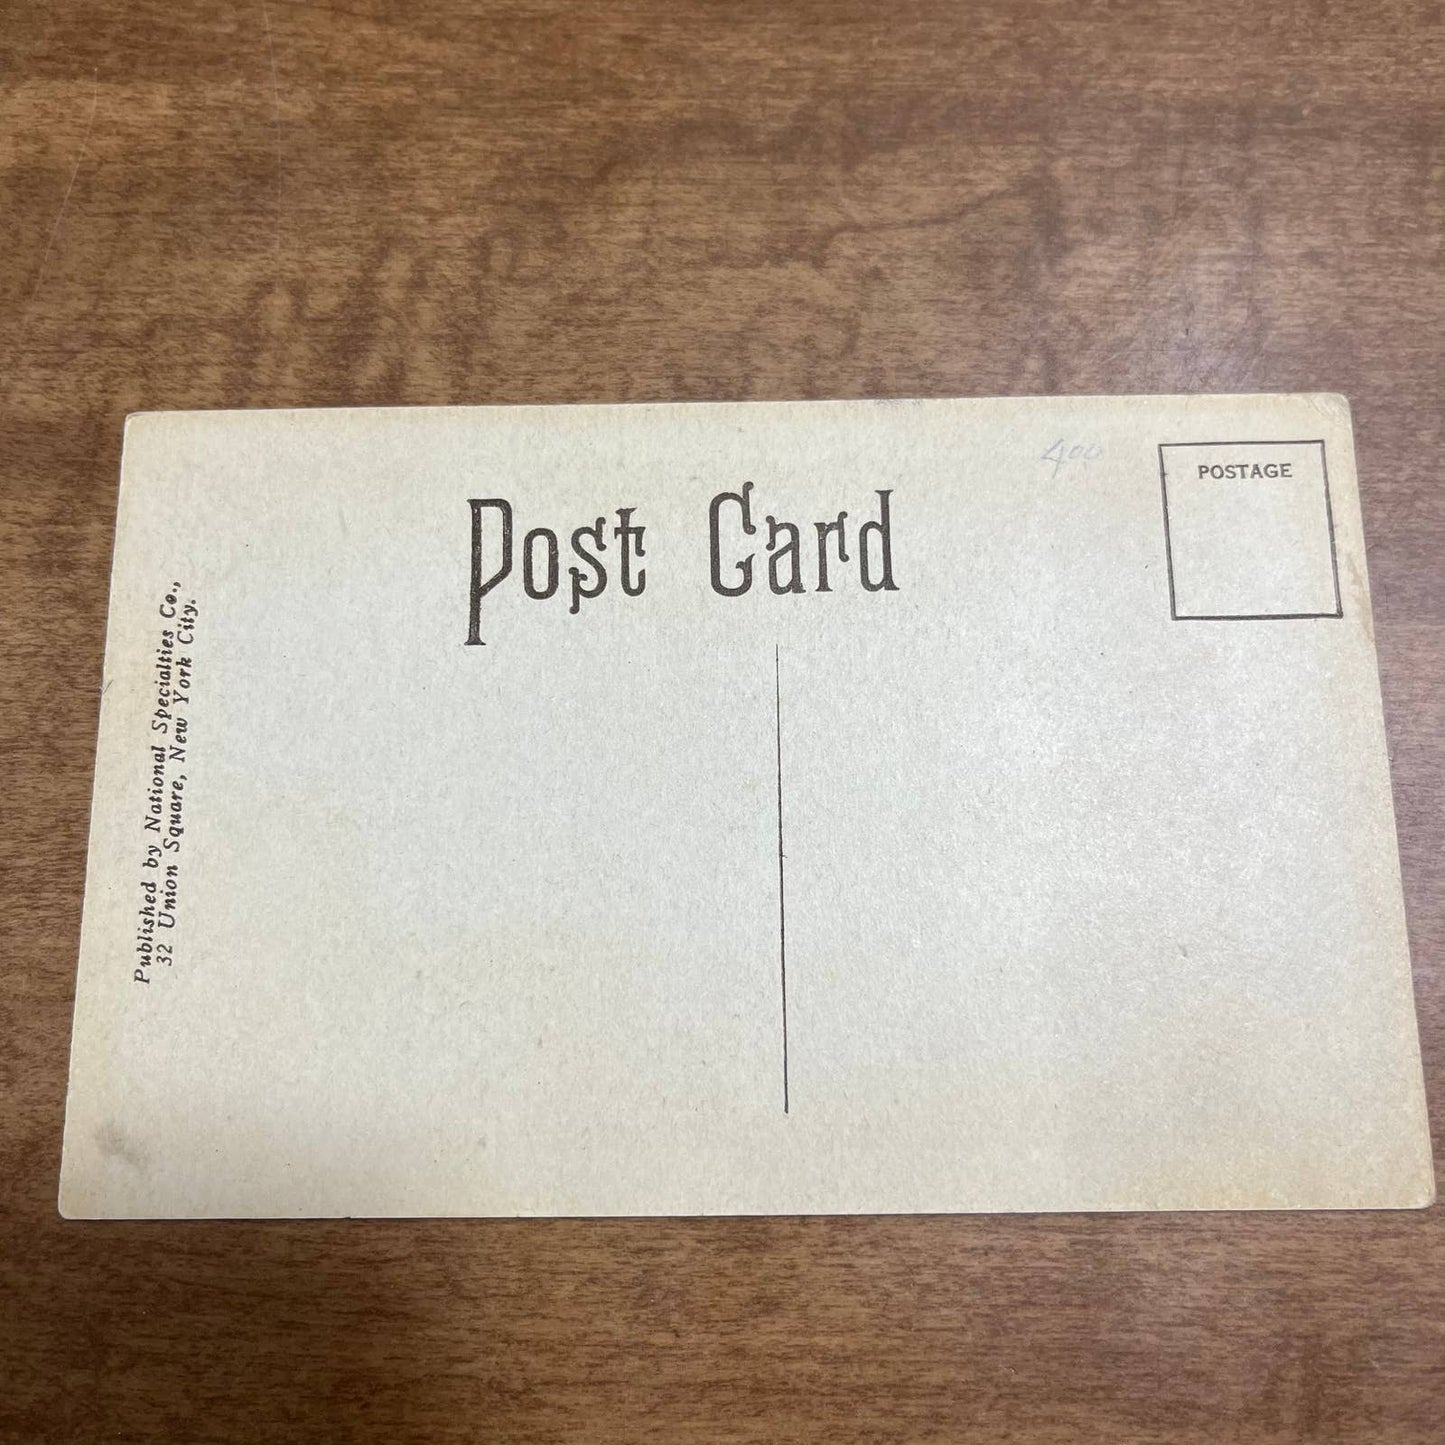 400
POSTAGE
Post Card
Published by National Specialties Co.,
32 Union Square, New York City.